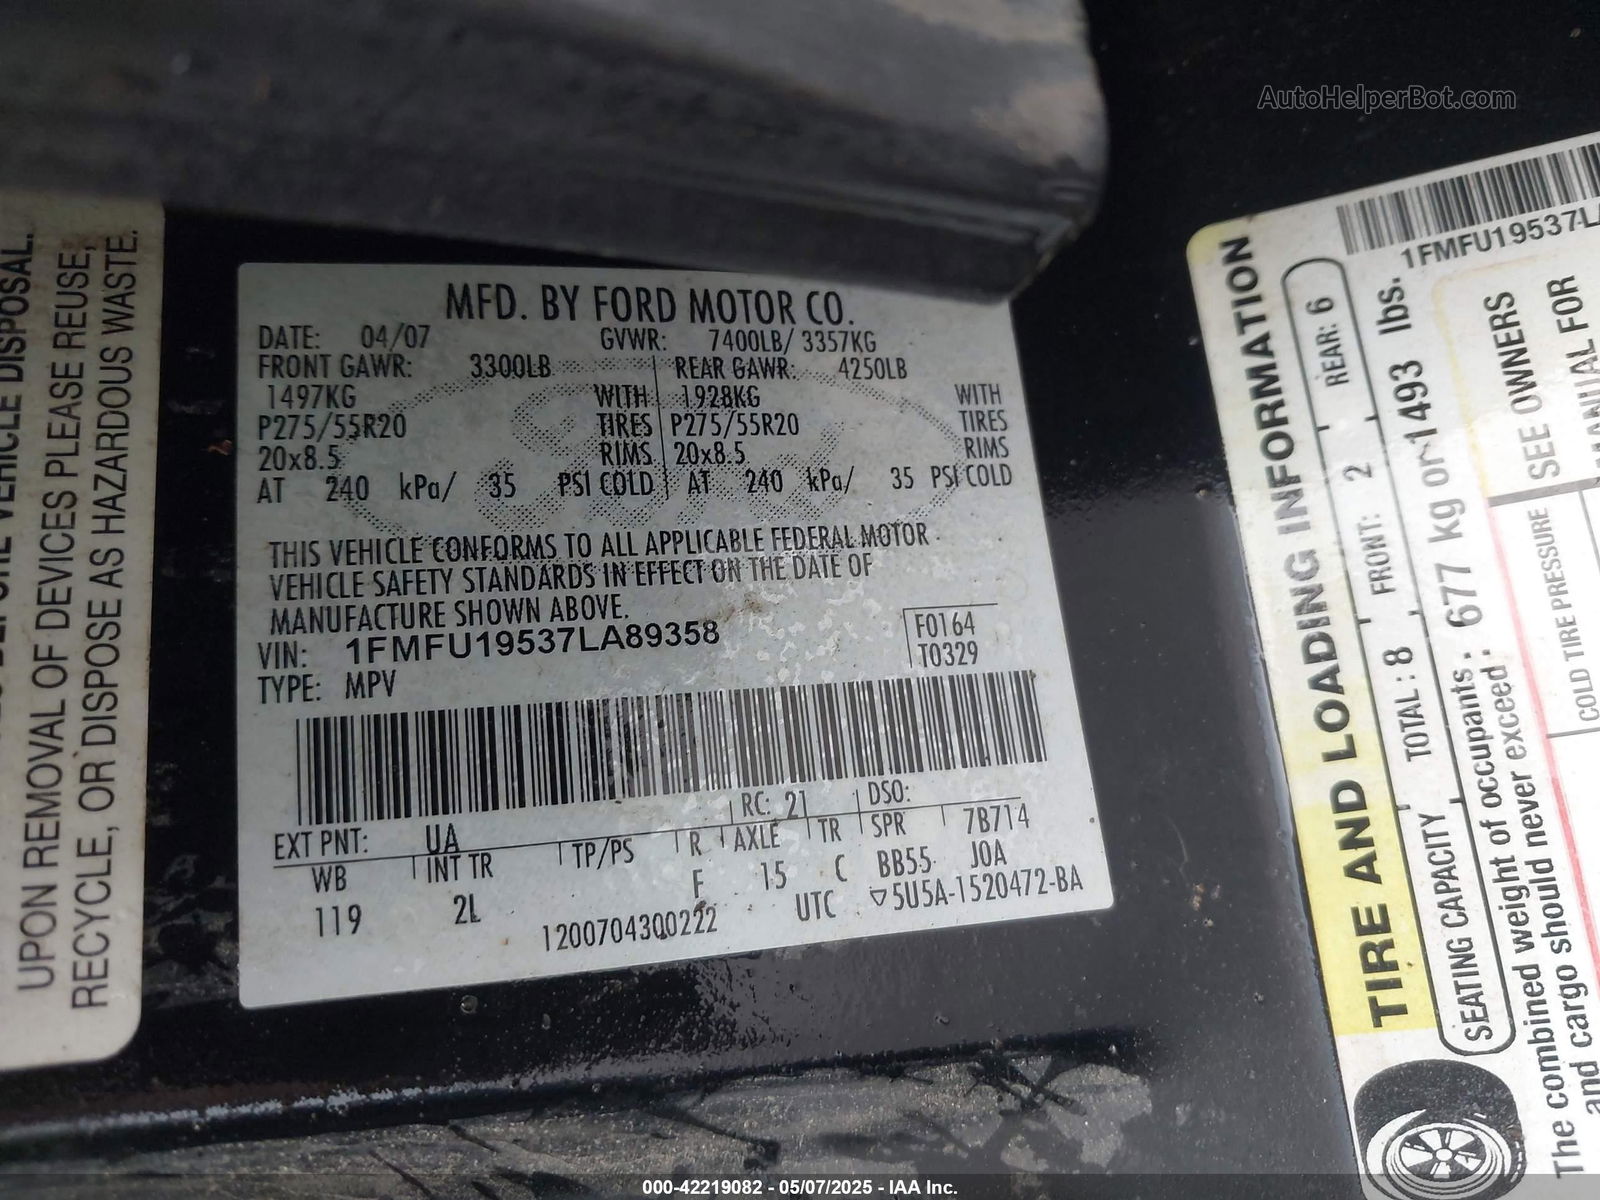 AutoHelperBot.com
VEHICLE DISPOSAL.
UPON REMOVAL OF DEVICES PLEASE REUSE,
RECYCLE, OR DISPOSE AS HAZARDOUS WASTE.
MFD. BY FORD MOTOR CO.
DATE: 04/07 GVWR: 7400LB/ 3357KG
FRONT GAWR: 3300LB REAR GAWR: 4250LB
1497KG WITH 1928KG WITH
P275/55R20 TIRES P275/55R20 TIRES
20x8.5 RIMS 20x8.5 RIMS
AT 240 kPa/ 35 PSI COLD AT 240 kPa/ 35 PSI COLD
THIS VEHICLE CONFORMS TO ALL APPLICABLE FEDERAL MOTOR
VEHICLE SAFETY STANDARDS IN EFFECT ON THE DATE OF
MANUFACTURE SHOWN ABOVE.
VIN: 1FMFU19537LA89358
F0164
T0329
TYPE: MPV
EXT PNT: UA RC: 21 DSO:
WB INT TR TP/PS R AXLE TR SPR 7B714
119 2L F 15 C BB55 JOA
1200704300222 UTC ▽5U5A-1520472-BA
1FMFU19537LA
TIRE AND LOADING INFORMATION
SEATING CAPACITY TOTAL: 8 FRONT: 2 REAR: 6
The combined weight of occupants
and cargo should never exceed 677 kg or 1493 lbs.
COLD TIRE PRESSURE
SEE OWNERS
MANUAL FOR
000-42219082 - 05/07/2025 - IAA Inc.